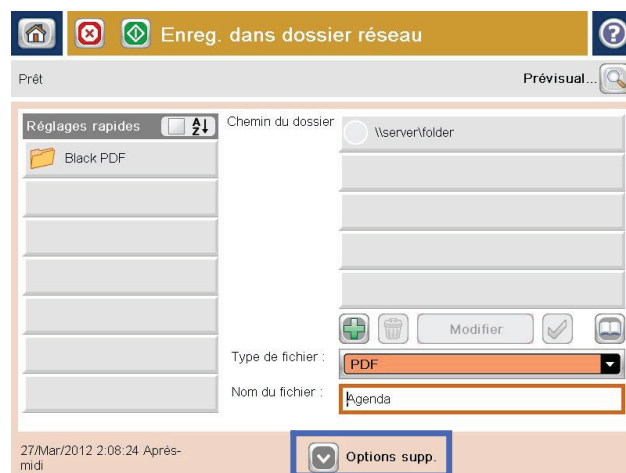 Enreg. dans dossier réseau
Prêt
Prévisual...
Réglages rapides
Chemin du dossier
\\server\folder
Black PDF
Modifier
Type de fichier :
PDF
Nom du fichier :
Agenda
27/Mar/2012 2:08:24 Après-
midi
Options supp.